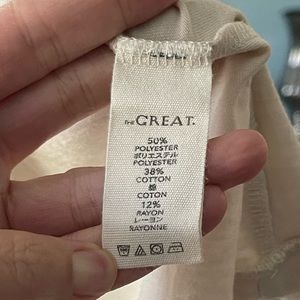 THE GREAT.
50%
POLYESTER
ポリエステル
POLYESTER
38%
COTTON
綿
COTON
12%
RAYON
レーヨン
RAYONNE